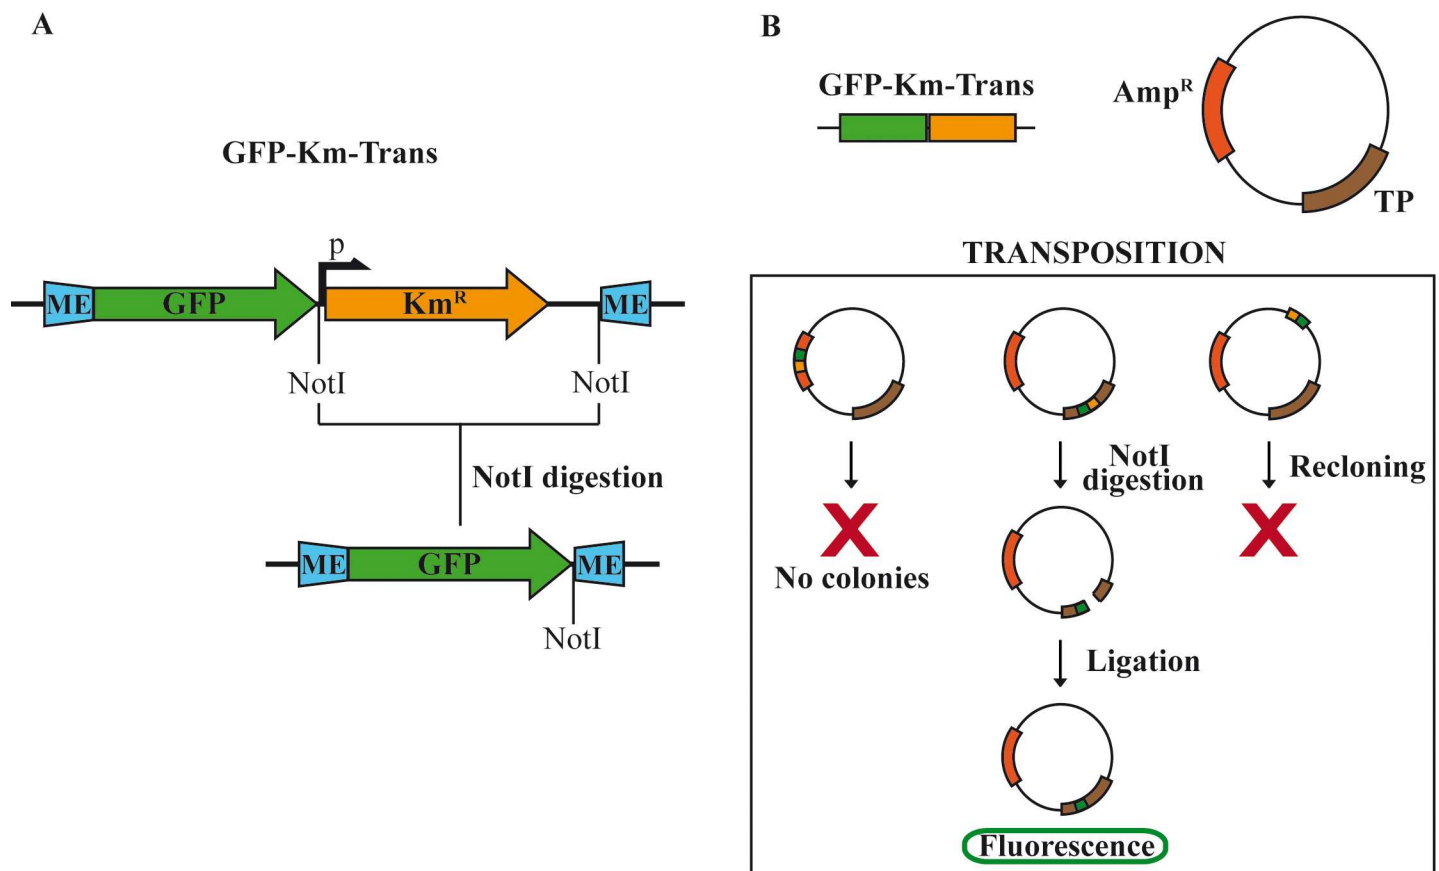 A
GFP-Km-Trans
p
ME GFP Kmᴿ ME
NotI NotI
NotI digestion
ME GFP ME
NotI
B
GFP-Km-Trans
Ampᴿ
TP
TRANSPOSITION
NotI
digestion
Recloning
No colonies
Ligation
Fluorescence